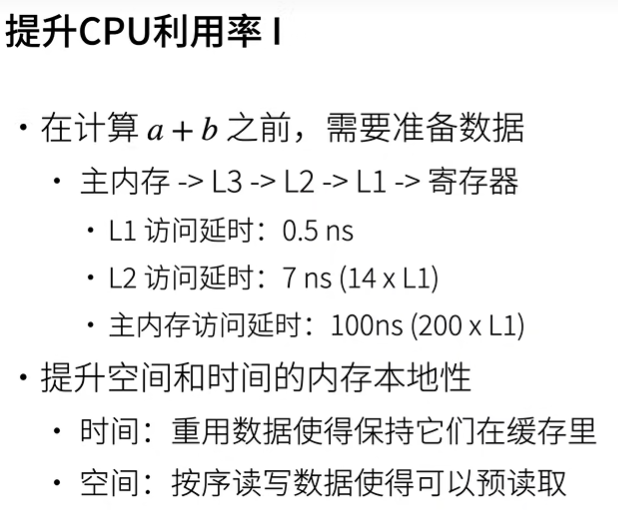 提升CPU利用率 I
• 在计算 a + b 之前，需要准备数据
• 主内存 -> L3 -> L2 -> L1 -> 寄存器
• L1 访问延时：0.5 ns
• L2 访问延时：7 ns (14 x L1)
• 主内存访问延时：100ns (200 x L1)
• 提升空间和时间的内存本地性
• 时间：重用数据使得保持它们在缓存里
• 空间：按序读写数据使得可以预读取